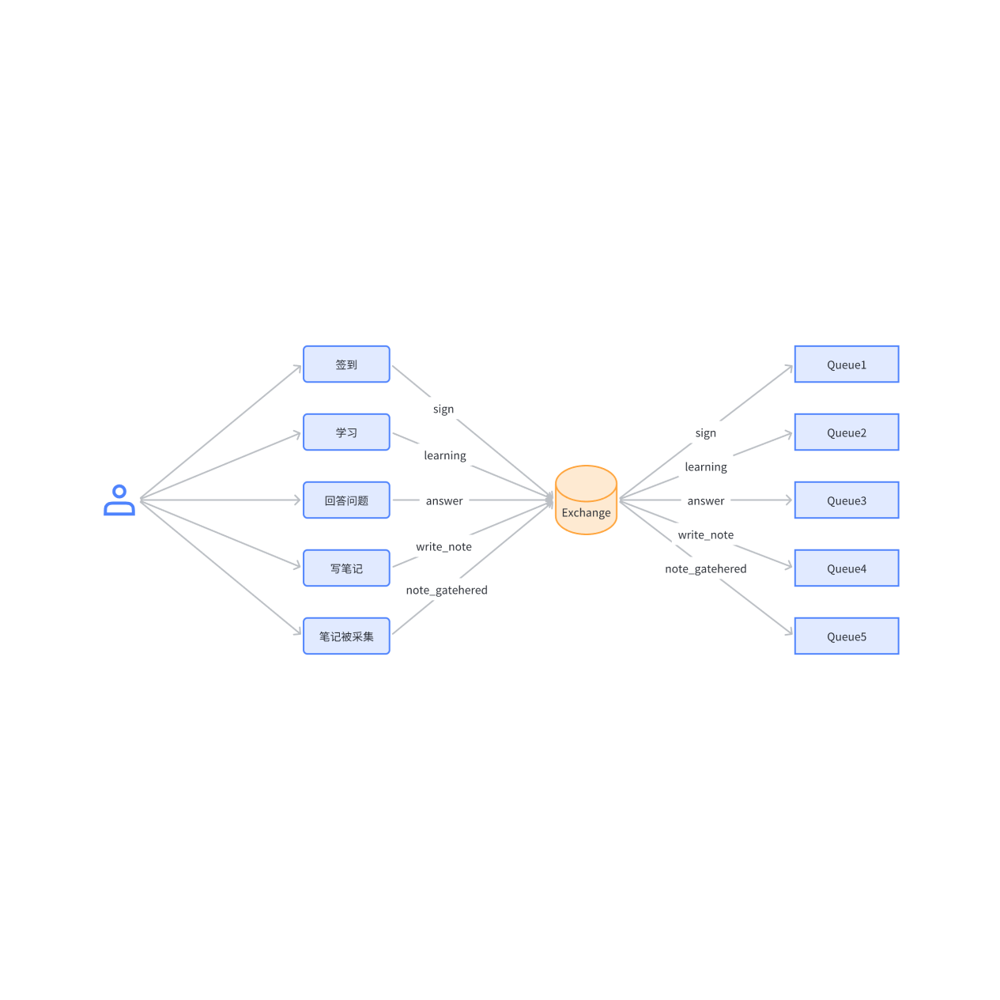 签到
学习
回答问题
写笔记
笔记被采集
sign
learning
answer
write_note
note_gatehered
Exchange
sign
learning
answer
write_note
note_gatehered
Queue1
Queue2
Queue3
Queue4
Queue5